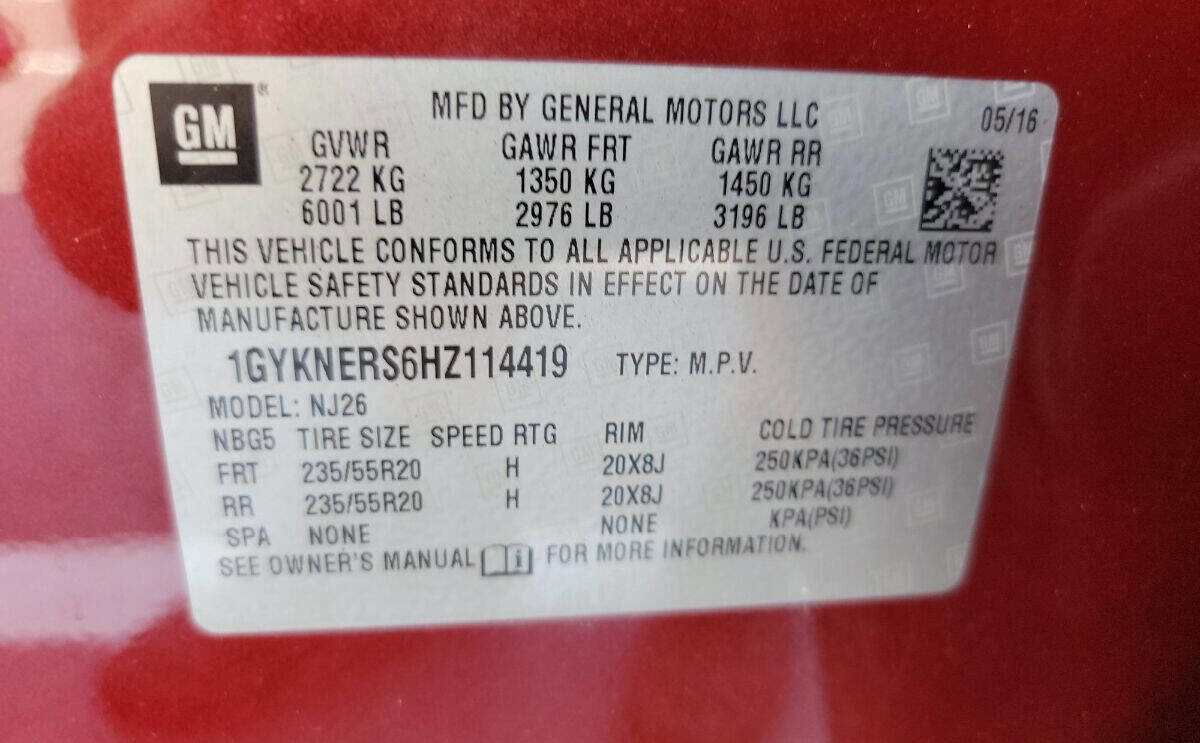 GM ®
MFD BY GENERAL MOTORS LLC 05/16
GVWR GAWR FRT GAWR RR
2722 KG 1350 KG 1450 KG
6001 LB 2976 LB 3196 LB
THIS VEHICLE CONFORMS TO ALL APPLICABLE U.S. FEDERAL MOTOR
VEHICLE SAFETY STANDARDS IN EFFECT ON THE DATE OF
MANUFACTURE SHOWN ABOVE.
1GYKNERS6HZ114419 TYPE: M.P.V.
MODEL: NJ26
NBG5 TIRE SIZE SPEED RTG RIM COLD TIRE PRESSURE
FRT 235/55R20 H 20X8J 250KPA(36PSI)
RR 235/55R20 H 20X8J 250KPA(36PSI)
SPA NONE NONE KPA(PSI)
SEE OWNER'S MANUAL i FOR MORE INFORMATION.